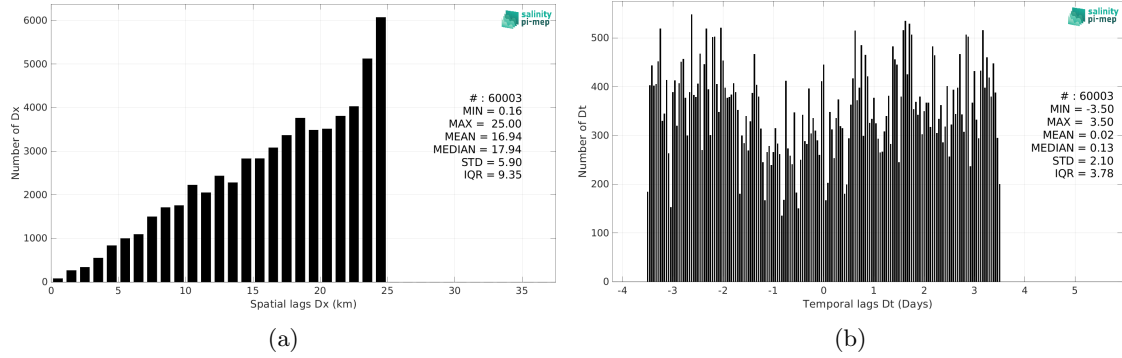 6000
5000
4000
3000
2000
1000
0
Number of Dx
salinity
pi-mep
# : 60003
MIN = 0.16
MAX = 25.00
MEAN = 16.94
MEDIAN = 17.94
STD = 5.90
IQR = 9.35
0 5 10 15 20 25 30 35
Spatial lags Dx (km)
(a)
500
400
300
200
100
0
Number of Dt
salinity
pi-mep
# : 60003
MIN = -3.50
MAX = 3.50
MEAN = 0.02
MEDIAN = 0.13
STD = 2.10
IQR = 3.78
-4 -3 -2 -1 0 1 2 3 4 5
Temporal lags Dt (Days)
(b)